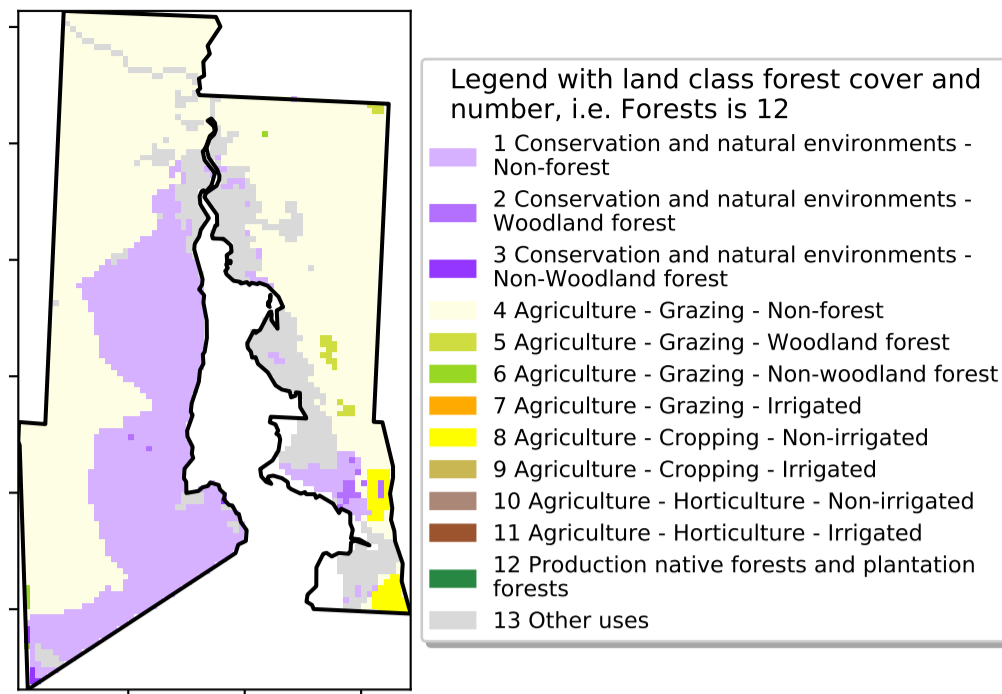 Legend with land class forest cover and
number, i.e. Forests is 12
1 Conservation and natural environments -
Non-forest
2 Conservation and natural environments -
Woodland forest
3 Conservation and natural environments -
Non-Woodland forest
4 Agriculture - Grazing - Non-forest
5 Agriculture - Grazing - Woodland forest
6 Agriculture - Grazing - Non-woodland forest
7 Agriculture - Grazing - Irrigated
8 Agriculture - Cropping - Non-irrigated
9 Agriculture - Cropping - Irrigated
10 Agriculture - Horticulture - Non-irrigated
11 Agriculture - Horticulture - Irrigated
12 Production native forests and plantation
forests
13 Other uses